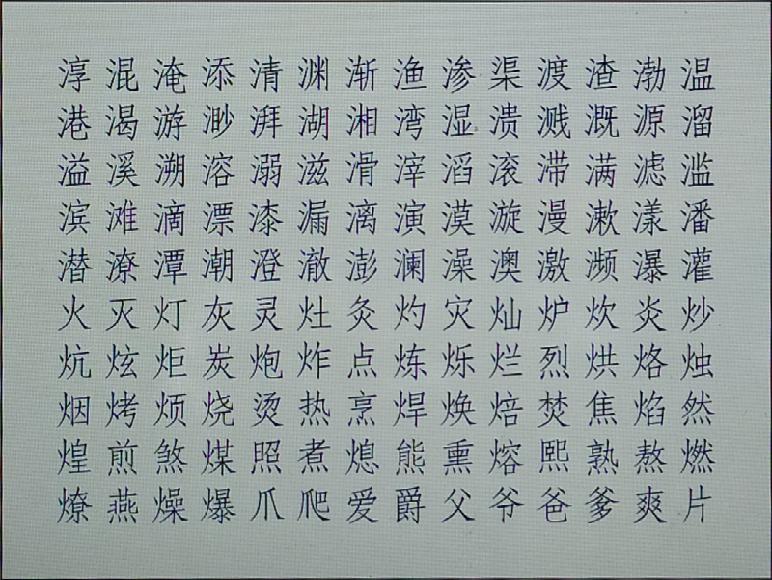 淳混淹添清渊渐渔渗渠渡渣渤温
港渴游渺湃湖湘湾湿溃溅溉源溜
溢溪溯溶溺滋滑滓滔滚滞满滤滥
滨滩滴漂漆漏漓演漠漩漫漱漾潘
潜潦潭潮澄澈澎澜澡澳激濒瀑灌
火灭灯灰灵灶灸灼灾灿炉炊炎炒
炕炫炬炭炮炸点炼烁烂烈烘烙烛
烟烤烦烧烫热烹焊焕焙焚焦焰然
煌煎煞煤照煮熄熊熏熔熙熟熬燃
燎燕燥爆爪爬爱爵父爷爸爹爽片